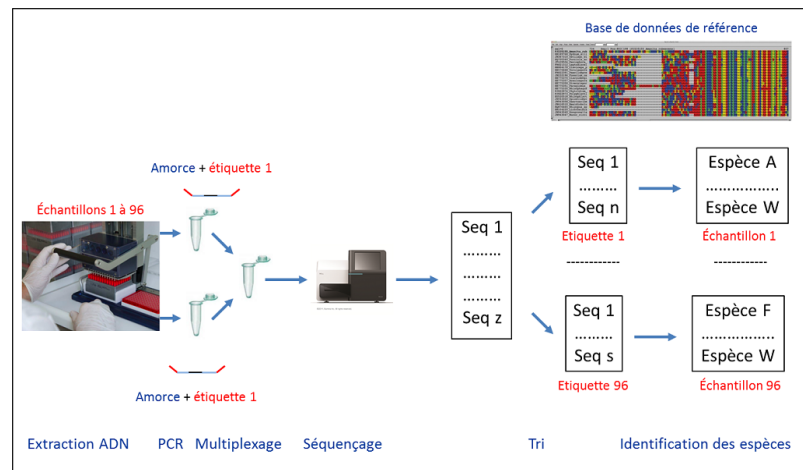 Base de données de référence
Amorce + étiquette 1
Échantillons 1 à 96
Seq 1
.........
.........
.........
Seq z
Seq 1
.........
Seq n
Etiquette 1
------------
Espèce A
.................
Espèce W
Échantillon 1
------------
Seq 1
.........
Seq s
Etiquette 96
Espèce F
.................
Espèce W
Échantillon 96
Amorce + étiquette 1
Extraction ADN PCR Multiplexage Séquençage Tri Identification des espèces